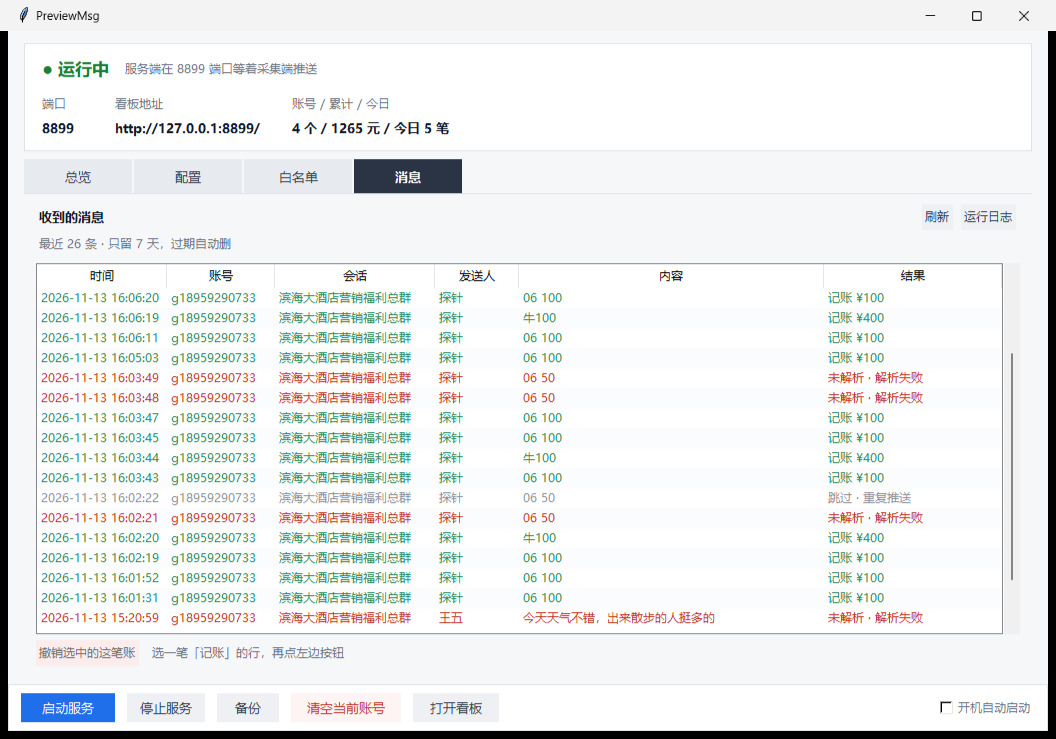 PreviewMsg
● 运行中 服务端在 8899 端口等着采集端推送
端口 看板地址 账号 / 累计 / 今日
8899 http://127.0.0.1:8899/ 4 个 / 1265 元 / 今日 5 笔
总览 配置 白名单 消息
收到的消息 刷新 运行日志
最近 26 条 · 只留 7 天，过期自动删
时间 账号 会话 发送人 内容 结果
2026-11-13 16:06:20 g18959290733 滨海大酒店营销福利总群 探针 06 100 记账 ¥100
2026-11-13 16:06:19 g18959290733 滨海大酒店营销福利总群 探针 牛100 记账 ¥400
2026-11-13 16:06:11 g18959290733 滨海大酒店营销福利总群 探针 06 100 记账 ¥100
2026-11-13 16:05:03 g18959290733 滨海大酒店营销福利总群 探针 06 100 记账 ¥100
2026-11-13 16:03:49 g18959290733 滨海大酒店营销福利总群 探针 06 50 未解析 · 解析失败
2026-11-13 16:03:48 g18959290733 滨海大酒店营销福利总群 探针 06 50 未解析 · 解析失败
2026-11-13 16:03:47 g18959290733 滨海大酒店营销福利总群 探针 06 100 记账 ¥100
2026-11-13 16:03:45 g18959290733 滨海大酒店营销福利总群 探针 06 100 记账 ¥100
2026-11-13 16:03:44 g18959290733 滨海大酒店营销福利总群 探针 牛100 记账 ¥400
2026-11-13 16:03:43 g18959290733 滨海大酒店营销福利总群 探针 06 100 记账 ¥100
2026-11-13 16:02:22 g18959290733 滨海大酒店营销福利总群 探针 06 50 跳过 · 重复推送
2026-11-13 16:02:21 g18959290733 滨海大酒店营销福利总群 探针 06 50 未解析 · 解析失败
2026-11-13 16:02:20 g18959290733 滨海大酒店营销福利总群 探针 牛100 记账 ¥400
2026-11-13 16:02:19 g18959290733 滨海大酒店营销福利总群 探针 06 100 记账 ¥100
2026-11-13 16:01:52 g18959290733 滨海大酒店营销福利总群 探针 06 100 记账 ¥100
2026-11-13 16:01:31 g18959290733 滨海大酒店营销福利总群 探针 06 100 记账 ¥100
2026-11-13 15:20:59 g18959290733 滨海大酒店营销福利总群 王五 今天天气不错，出来散步的人挺多的 未解析 · 解析失败
撤销选中的这笔账 选一笔「记账」的行，再点左边按钮
启动服务 停止服务 备份 清空当前账号 打开看板 开机自动启动